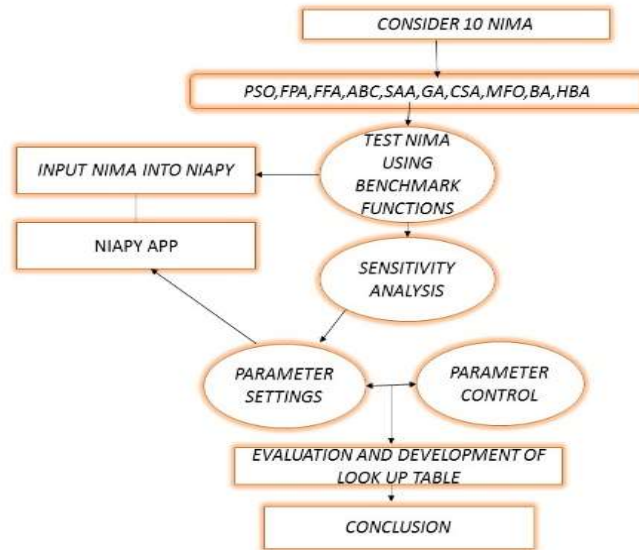 CONSIDER 10 NIMA
PSO,FPA,FFA,ABC,SAA,GA,CSA,MFO,BA,HBA
TEST NIMA
USING
BENCHMARK
FUNCTIONS
INPUT NIMA INTO NIAPY
NIAPY APP
SENSITIVITY
ANALYSIS
PARAMETER
SETTINGS
PARAMETER
CONTROL
EVALUATION AND DEVELOPMENT OF
LOOK UP TABLE
CONCLUSION